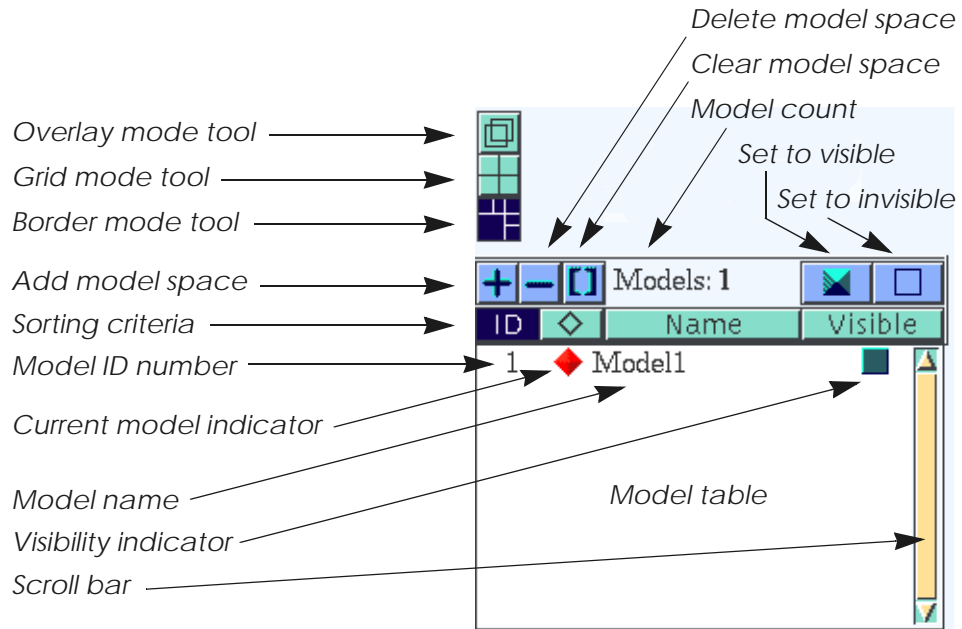 Delete model space
Clear model space
Model count
Overlay mode tool
Set to visible
Grid mode tool
Set to invisible
Border mode tool
Add model space
Models: 1
Sorting criteria
ID Name Visible
Model ID number
1 Model1
Current model indicator
Model name
Model table
Visibility indicator
Scroll bar